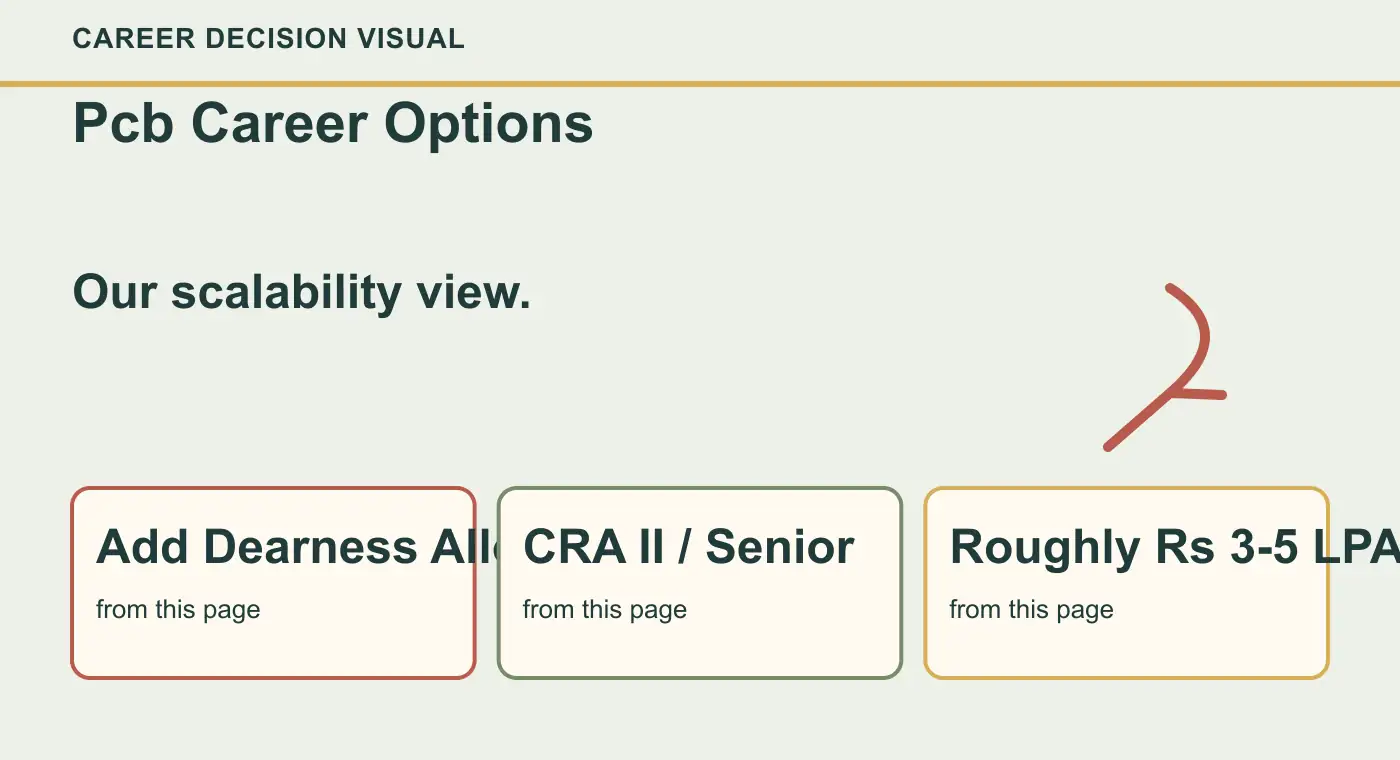 CAREER DECISION VISUAL
Pcb Career Options
Our scalability view.
Add Dearness
CRA II / Senior
Roughly Rs 3-5 LPA
from this page
from this page
from this page